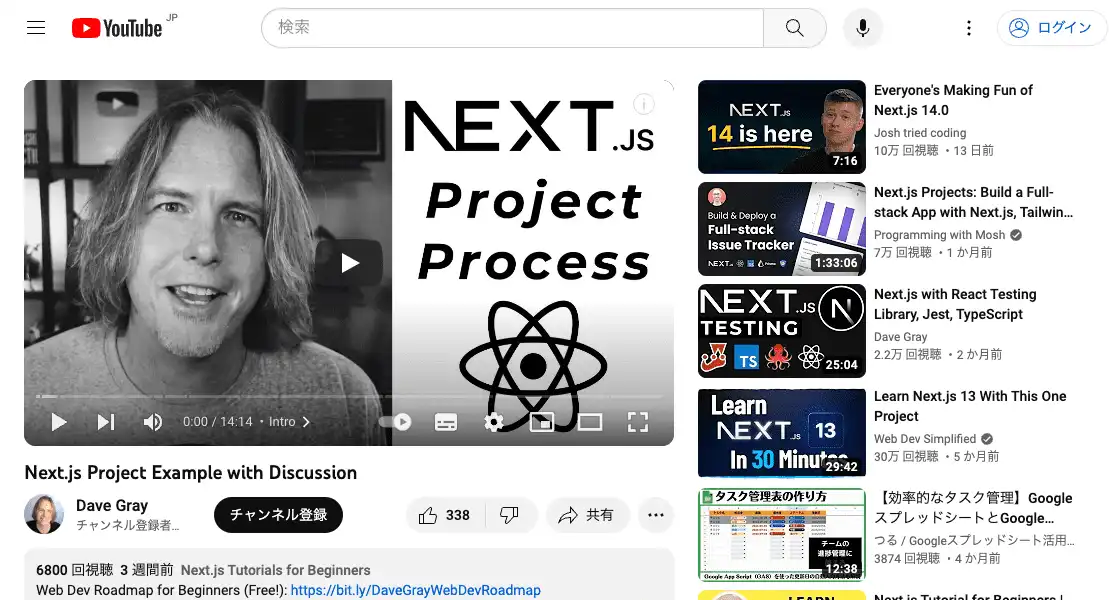 YouTube JP
検索
ログイン
NEXT.JS
Project
Process
0:00 / 14:14 • Intro
Next.js Project Example with Discussion
Dave Gray
チャンネル登録者...
チャンネル登録
338
共有
6800 回視聴 3 週間前 Next.js Tutorials for Beginners
Web Dev Roadmap for Beginners (Free!): https://bit.ly/DaveGrayWebDevRoadmap
NEXT.JS
14 is here
7:16
Everyone's Making Fun of
Next.js 14.0
Josh tried coding
10万 回視聴 • 13 日前
Build & Deploy a
Full-stack
Issue Tracker
NEXT.JS
1:33:06
Next.js Projects: Build a Full-
stack App with Next.js, Tailwin...
Programming with Mosh
7万 回視聴 • 1 か月前
NEXT.JS
TESTING
TS
25:04
Next.js with React Testing
Library, Jest, TypeScript
Dave Gray
2.2万 回視聴 • 2 か月前
Learn
NEXT.JS 13
In 30 Minutes
29:42
Learn Next.js 13 With This One
Project
Web Dev Simplified
30万 回視聴 • 5 か月前
タスク管理表の作り方
チームの
進捗管理に
12:38
【効率的なタスク管理】Google
スプレッドシートとGoogle...
つる / Googleスプレッドシート活用...
3874 回視聴 • 4 か月前